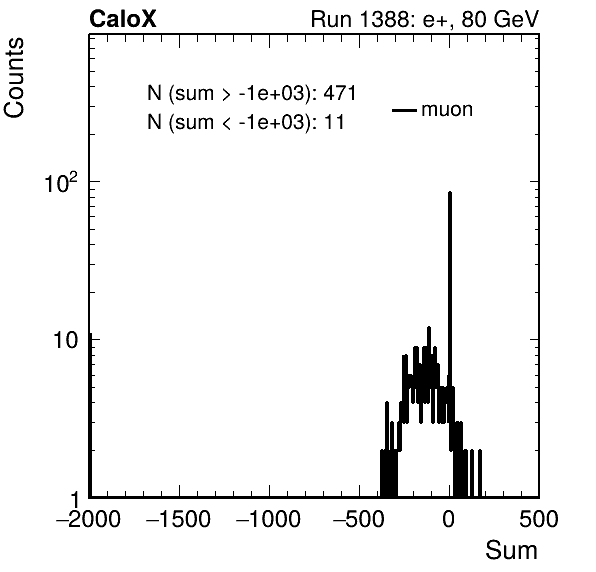 CaloX Run 1388: e+, 80 GeV
Counts
N (sum > -1e+03): 471
N (sum < -1e+03): 11
muon
10²
10
1
−2000 −1500 −1000 −500 0 500
Sum